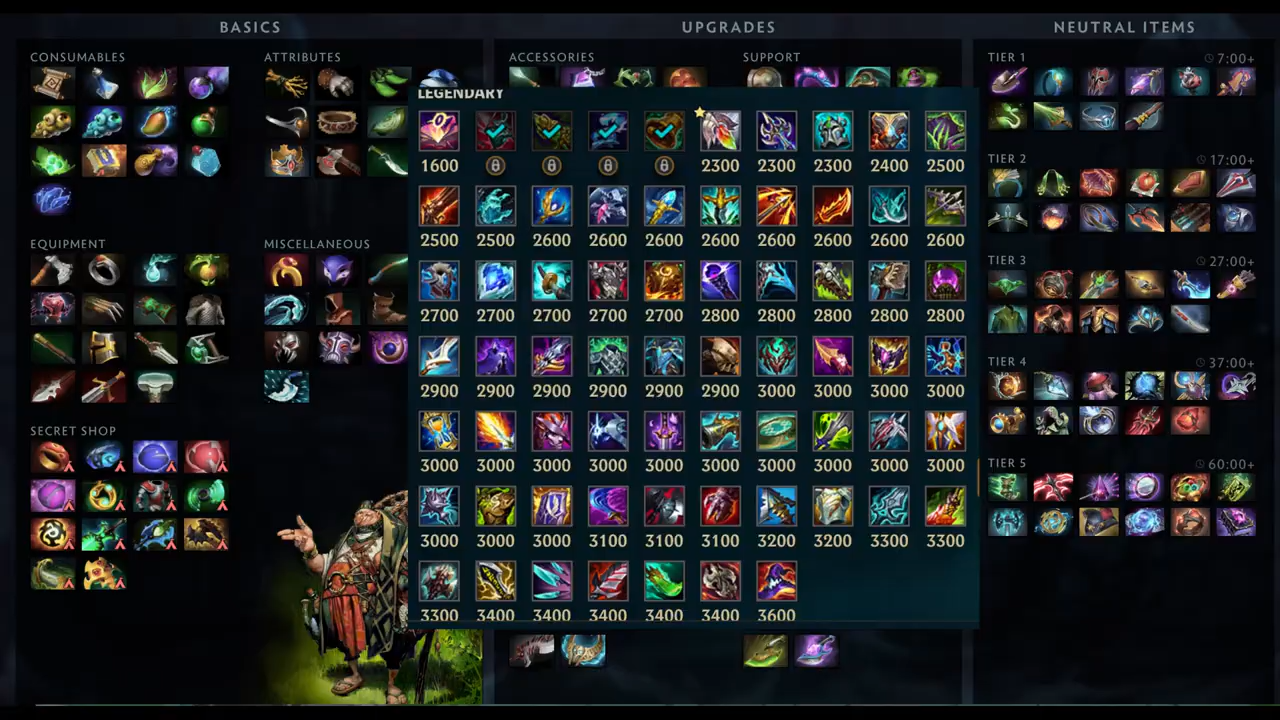 BASICS
UPGRADES
NEUTRAL ITEMS
CONSUMABLES
ATTRIBUTES
ACCESSORIES
SUPPORT
TIER 1
7:00+
LEGENDARY
1600 2300 2300 2300 2400 2500
TIER 2
17:00+
2500 2500 2600 2600 2600 2600 2600 2600 2600 2600
EQUIPMENT
MISCELLANEOUS
TIER 3
27:00+
2700 2700 2700 2700 2700 2800 2800 2800 2800 2800
TIER 4
37:00+
2900 2900 2900 2900 2900 2900 3000 3000 3000 3000
SECRET SHOP
TIER 5
60:00+
3000 3000 3000 3000 3000 3000 3000 3000 3000 3000
3000 3000 3000 3100 3100 3100 3200 3200 3300 3300
3300 3400 3400 3400 3400 3400 3600